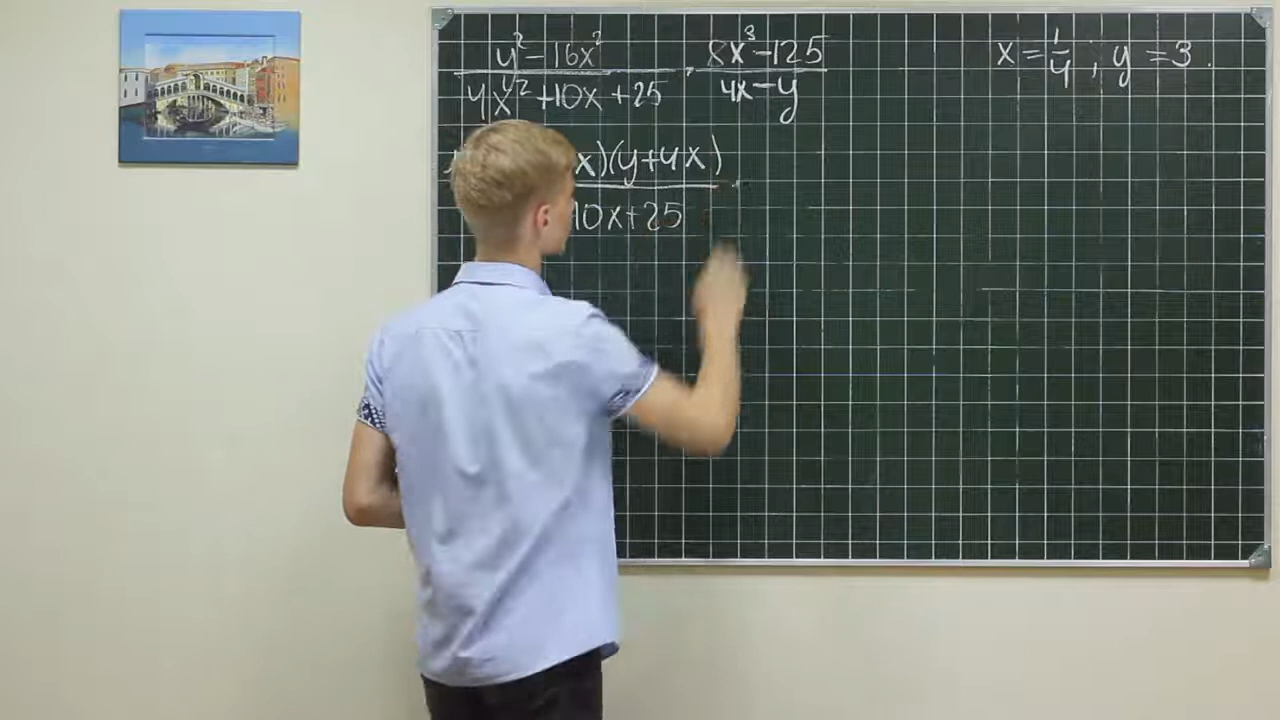 y² – 16x² / 4x² + 10x + 25 · 8x³ – 125 / 4x – y    x = 1/4 ; y = 3 .
x)(y + 4x) / 10x + 25 ·